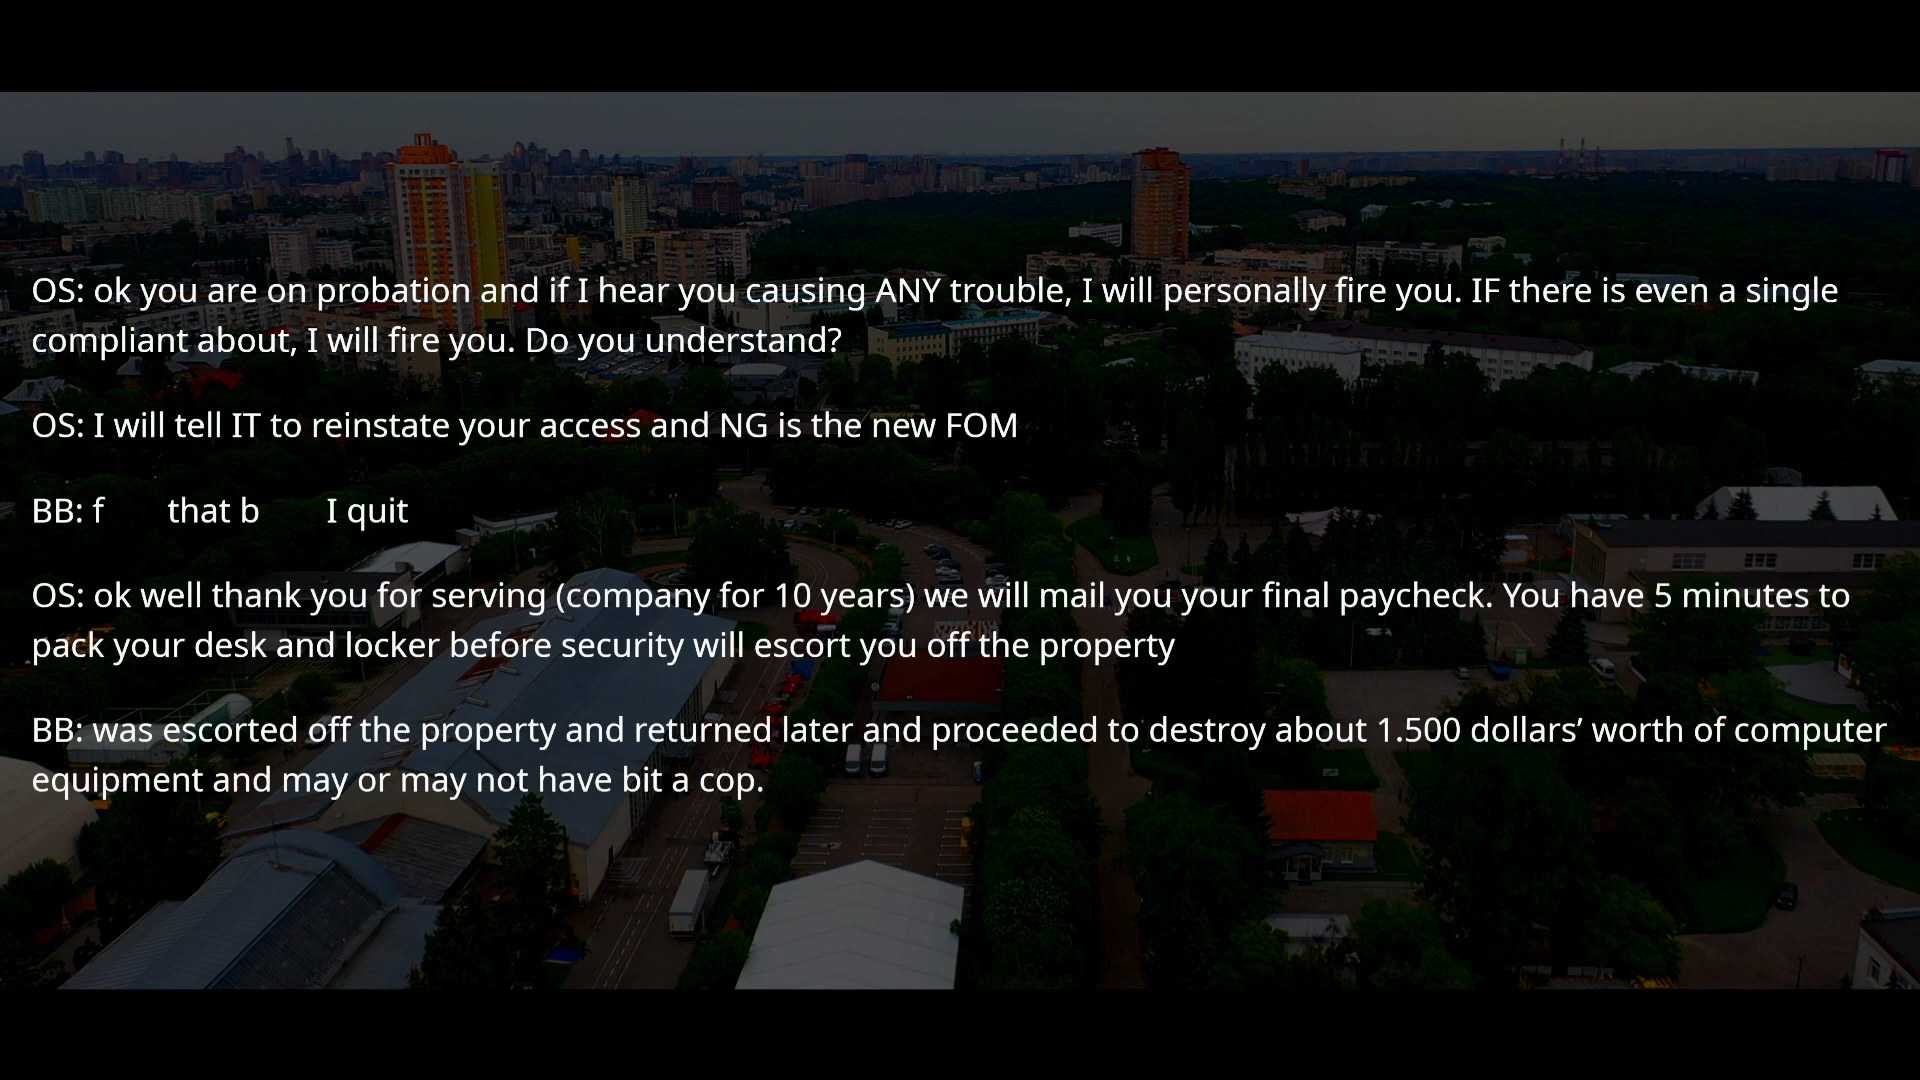 OS: ok you are on probation and if I hear you causing ANY trouble, I will personally fire you. IF there is even a single
compliant about, I will fire you. Do you understand?
OS: I will tell IT to reinstate your access and NG is the new FOM
BB: f that b I quit
OS: ok well thank you for serving (company for 10 years) we will mail you your final paycheck. You have 5 minutes to
pack your desk and locker before security will escort you off the property
BB: was escorted off the property and returned later and proceeded to destroy about 1.500 dollars’ worth of computer
equipment and may or may not have bit a cop.